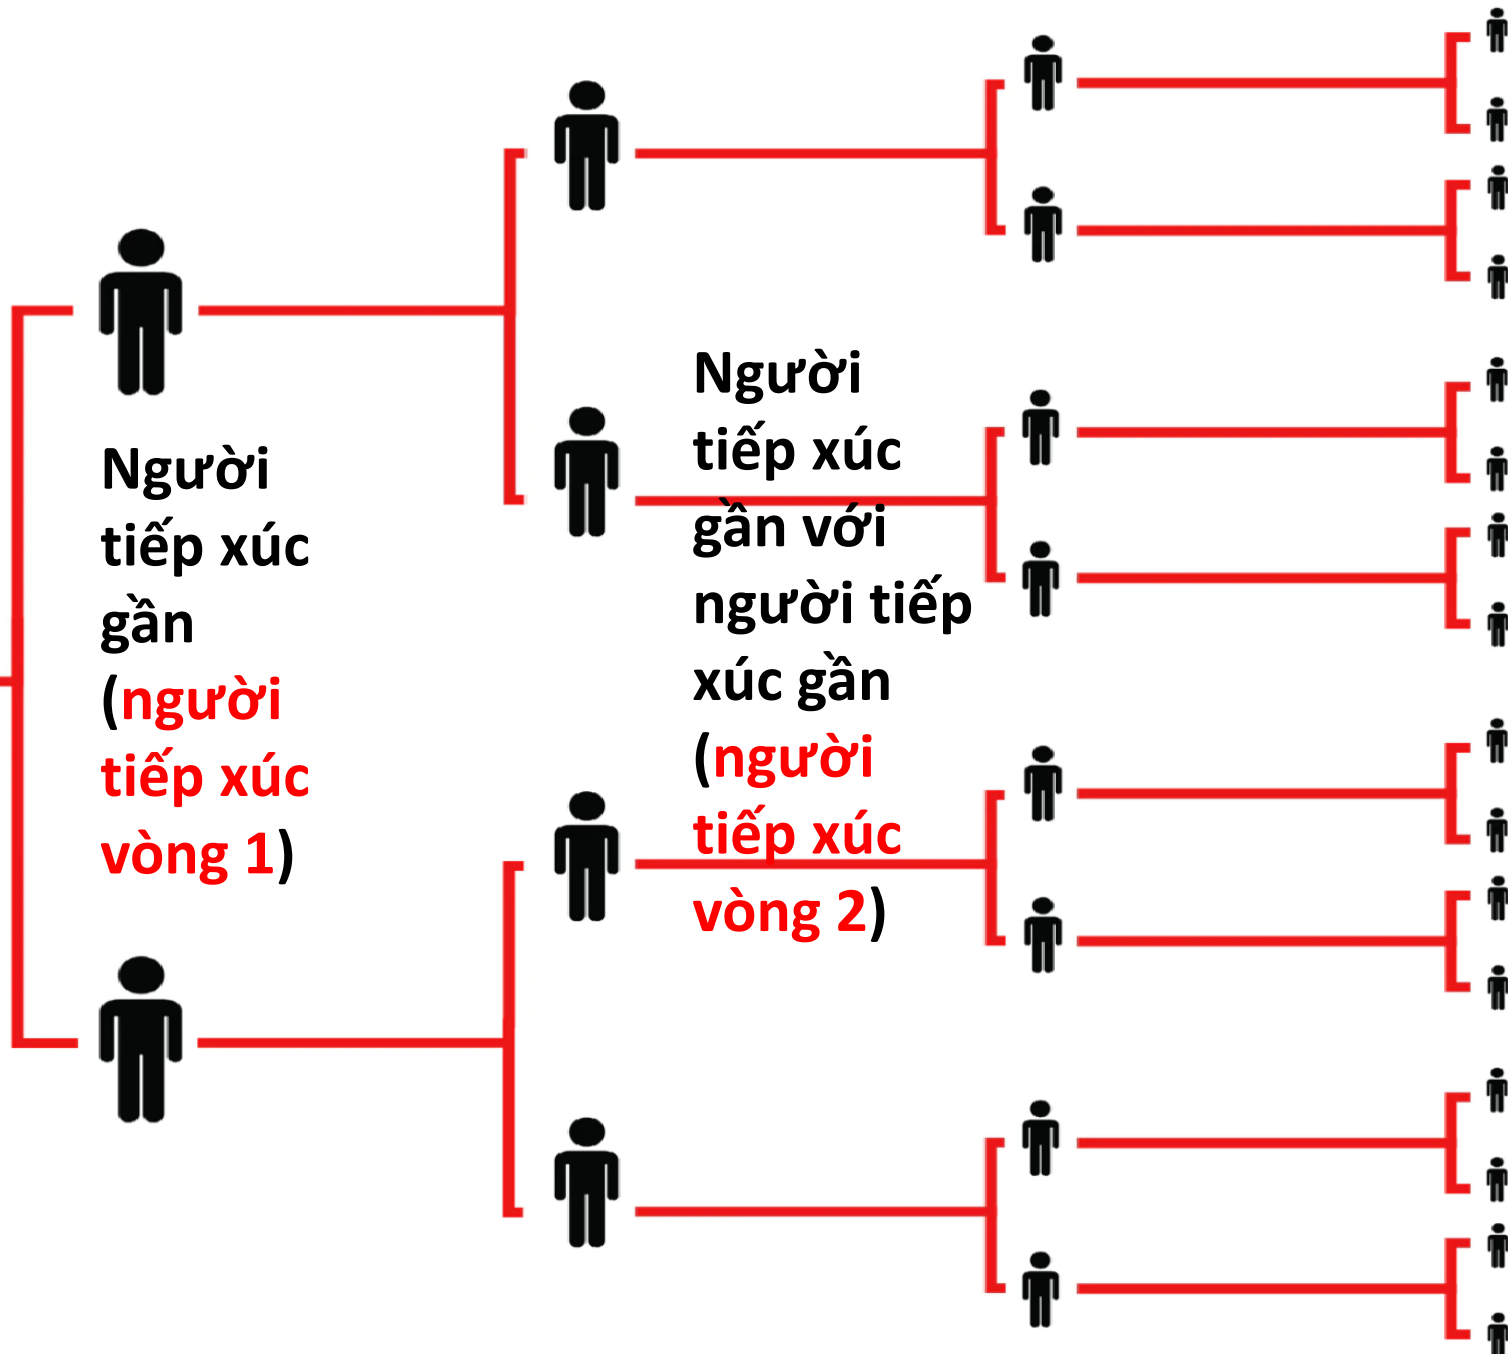 Người
tiếp xúc
gần
(người
tiếp xúc
vòng 1)
Người
tiếp xúc
gần với
người tiếp
xúc gần
(người
tiếp xúc
vòng 2)